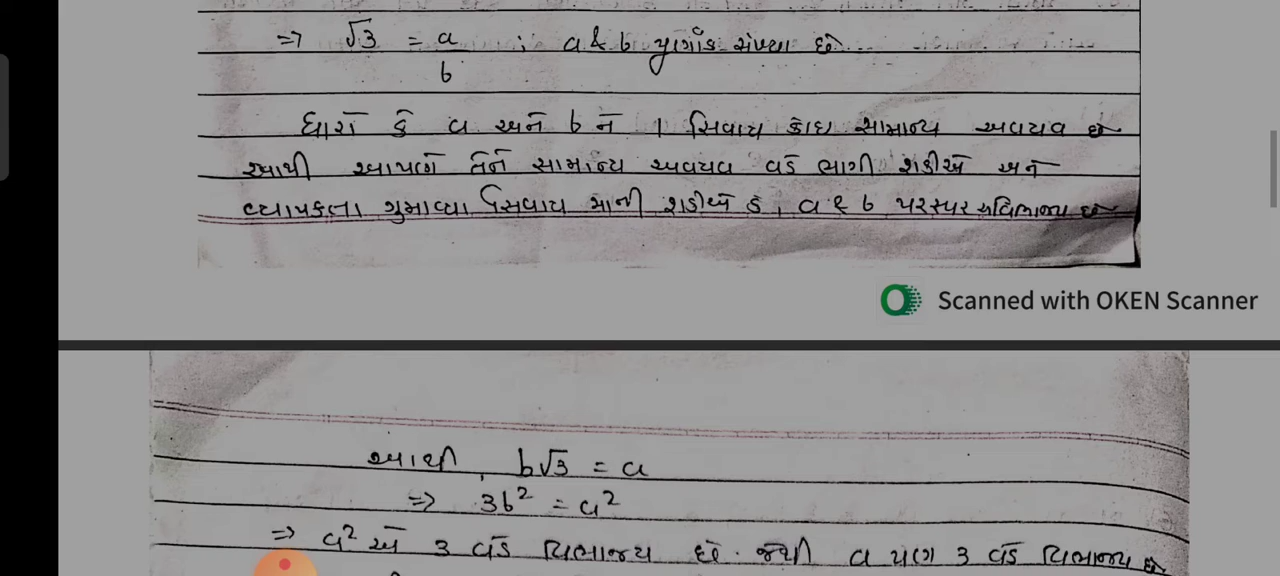 ⇒ √3 = a/b ; a & b પૂર્ણાંક સંખ્યા છે.
ધારો કે a અને b ને 1 સિવાય કોઇ સામાન્ય અવયવ છે
આથી આપણે તેને સામાન્ય અવયવ વડે ભાગી શકીએ અને
વ્યાપકતા ગુમાવ્યા સિવાય માની શકીએ કે, a & b પરસ્પર અવિભાજ્ય છે
Scanned with OKEN Scanner
આથી, b√3 = a
⇒ 3b² = a²
⇒ a² એ 3 વડે વિભાજ્ય છે. જેથી a પણ 3 વડે વિભાજ્ય છે